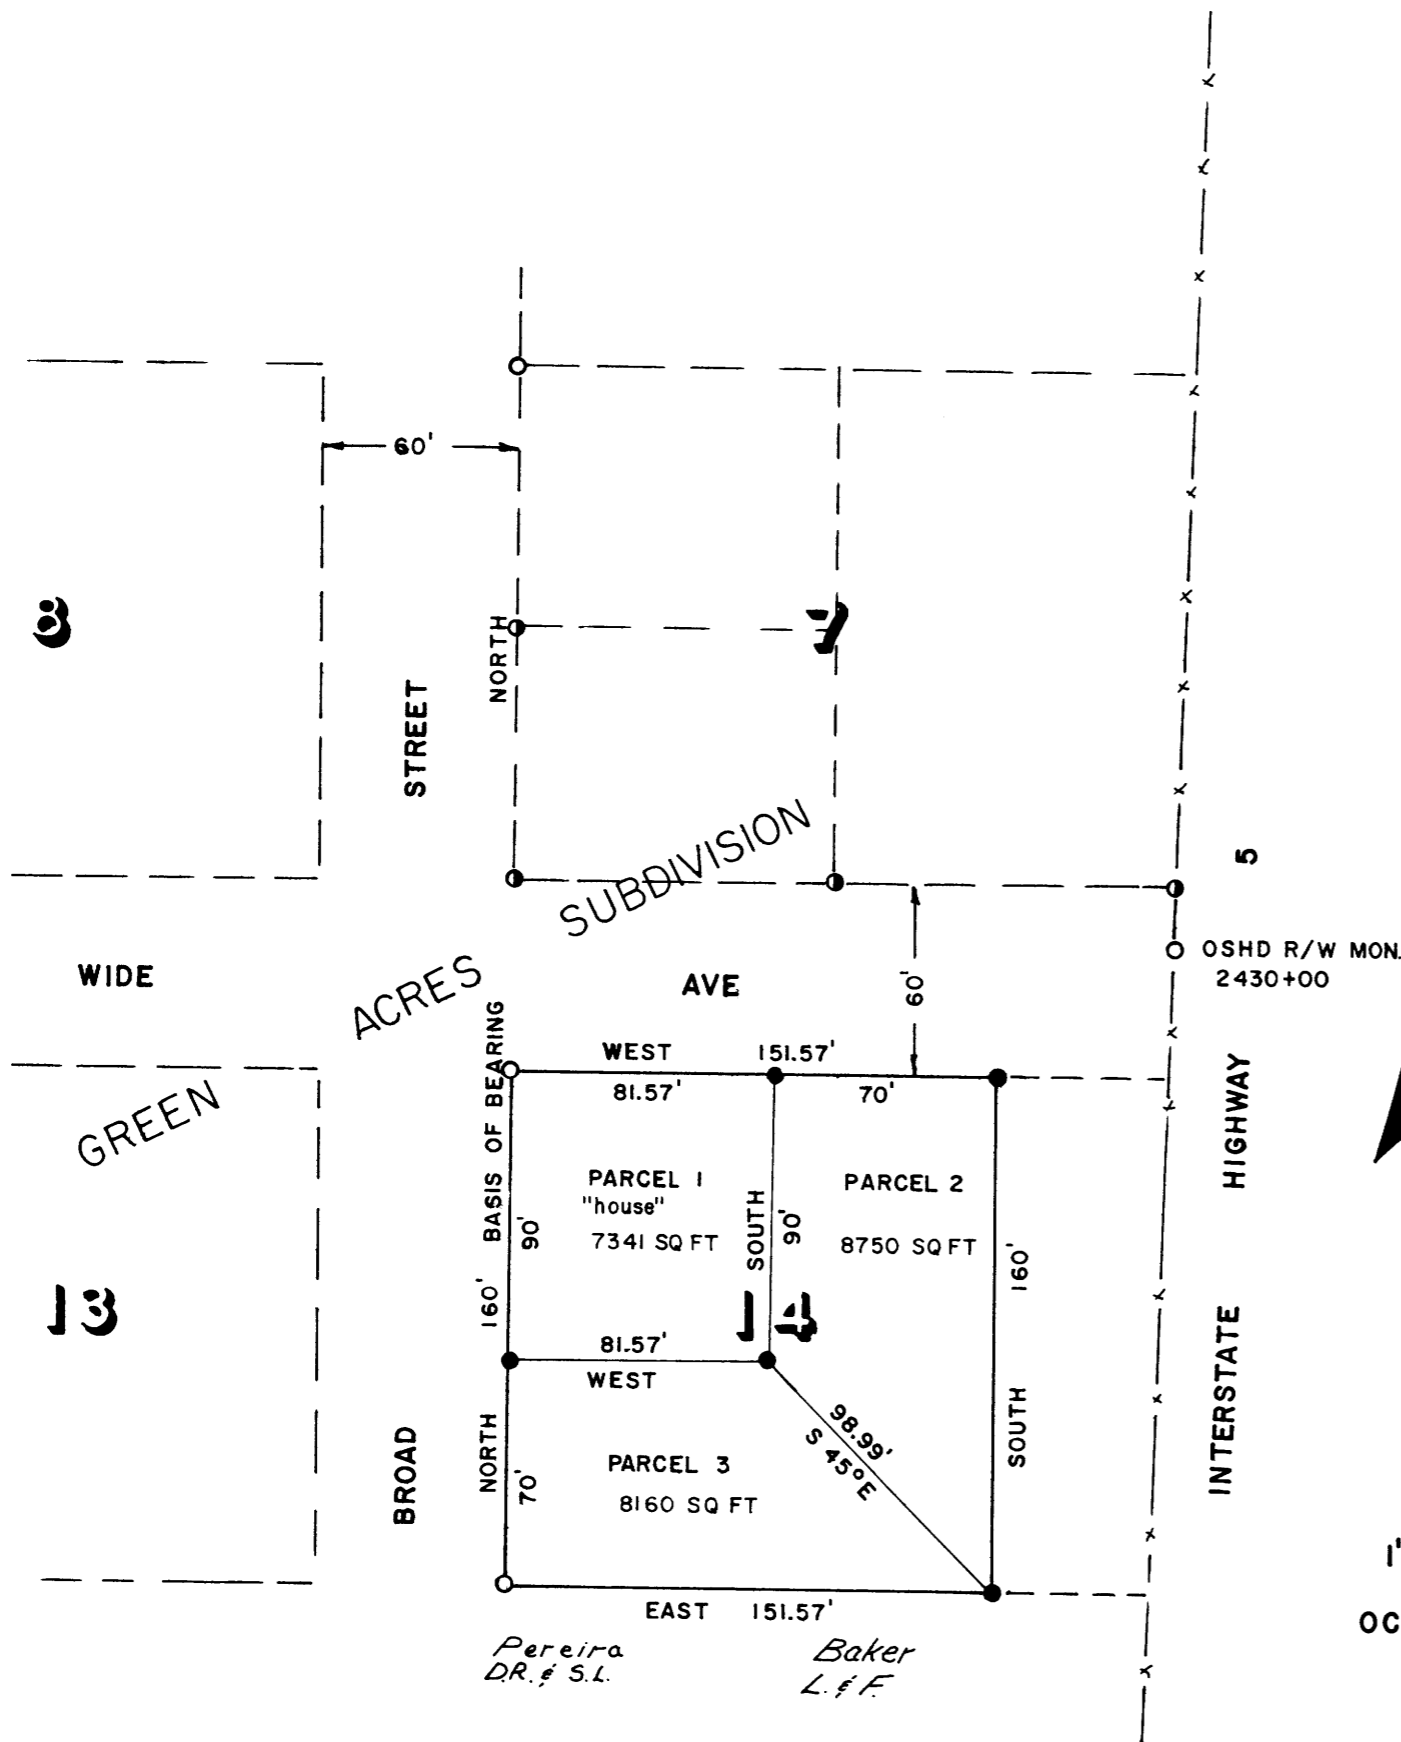 60'
8
7
NORTH
STREET
SUBDIVISION
5
WIDE
ACRES
AVE
60'
OSHD R/W MON.
2430+00
GREEN
BASIS OF BEARING
WEST 151.57'
81.57'
70'
HIGHWAY
PARCEL 1
"house"
7341 SQ FT
90'
SOUTH
90'
PARCEL 2
8750 SQ FT
160'
160'
13
14
81.57'
WEST
INTERSTATE
98.99'
S 45° E
SOUTH
BROAD
NORTH
70'
PARCEL 3
8160 SQ FT
1'
EAST 151.57'
OC
Pereira
D.R. & S.L.
Baker
L. & F.